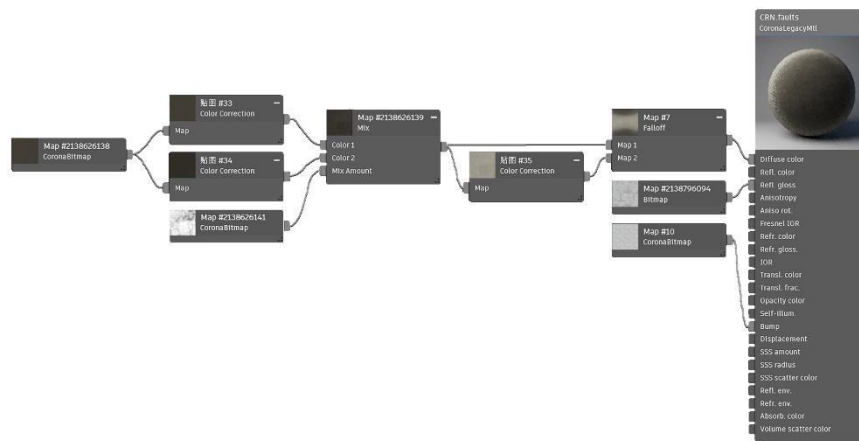 CRN.faults
CoronaLegacyMtl
贴图 #33
Color Correction
Map
Map #2138626138
CoronaBitmap
贴图 #34
Color Correction
Map
Map #2138626141
CoronaBitmap
Map #2138626139
Mix
Color 1
Color 2
Mix Amount
贴图 #35
Color Correction
Map
Map #7
Falloff
Map 1
Map 2
Map #2138796094
Bitmap
Map #10
CoronaBitmap
Diffuse color
Refl. color
Refl. gloss
Anisotropy
Aniso rot.
Fresnel IOR
Refr. color
Refr. gloss.
IOR
Transl. color
Transl. frac.
Opacity color
Self-Illum.
Bump
Displacement
SSS amount
SSS radius
SSS scatter color
Refl. env.
Refr. env.
Absorb. color
Volume scatter color